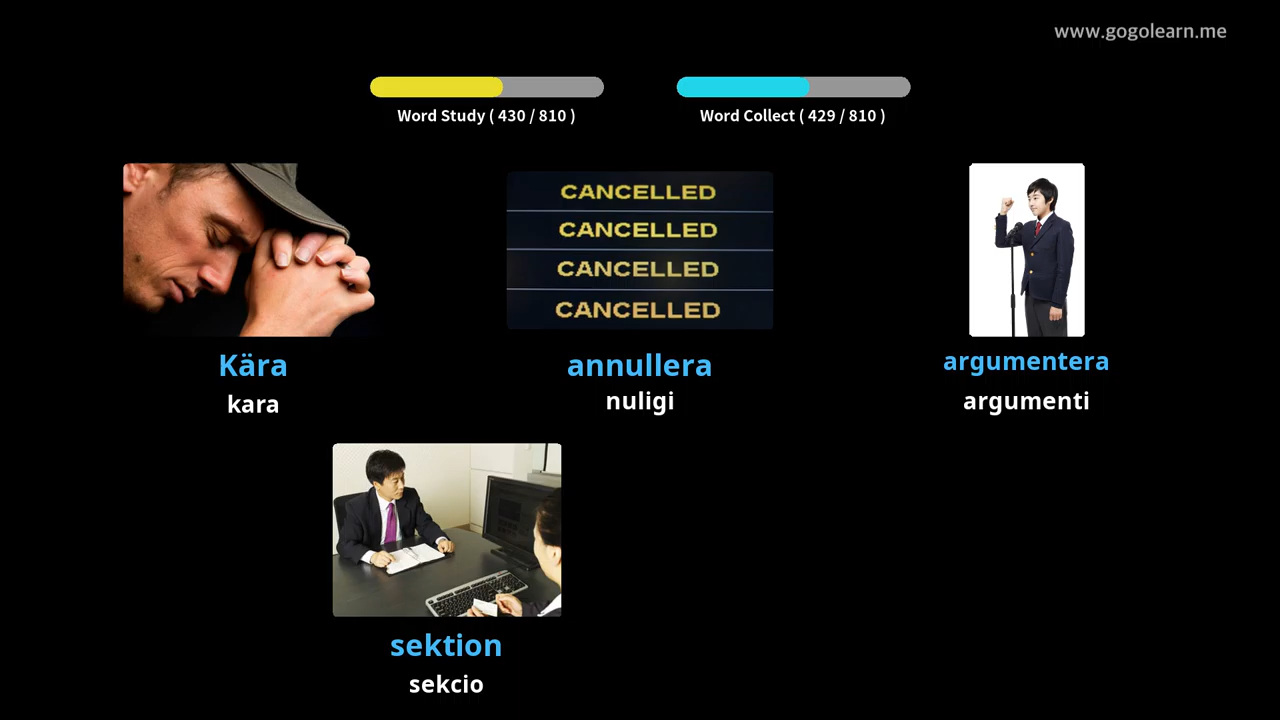 www.gogolearn.me
Word Study ( 430 / 810 )
Word Collect ( 429 / 810 )
CANCELLED
CANCELLED
CANCELLED
CANCELLED
Kära
kara
annullera
nuligi
argumentera
argumenti
sektion
sekcio